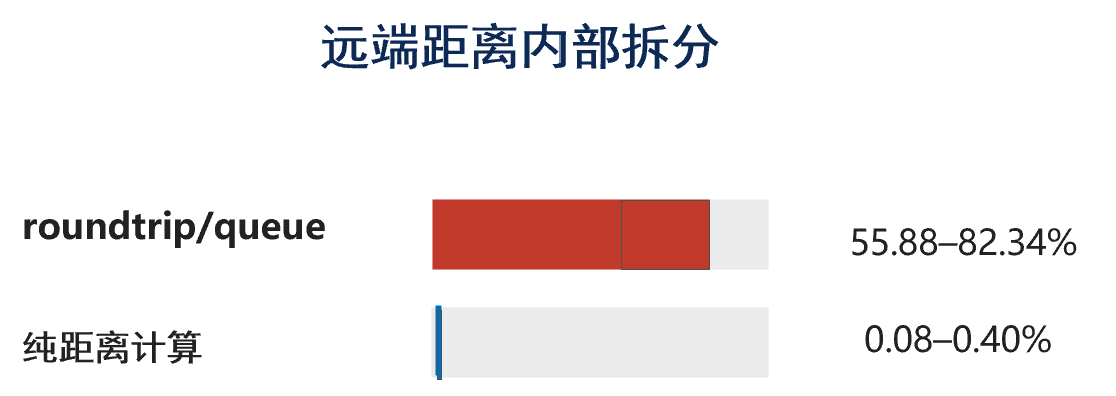 远端距离内部拆分
roundtrip/queue
55.88–82.34%
纯距离计算
0.08–0.40%